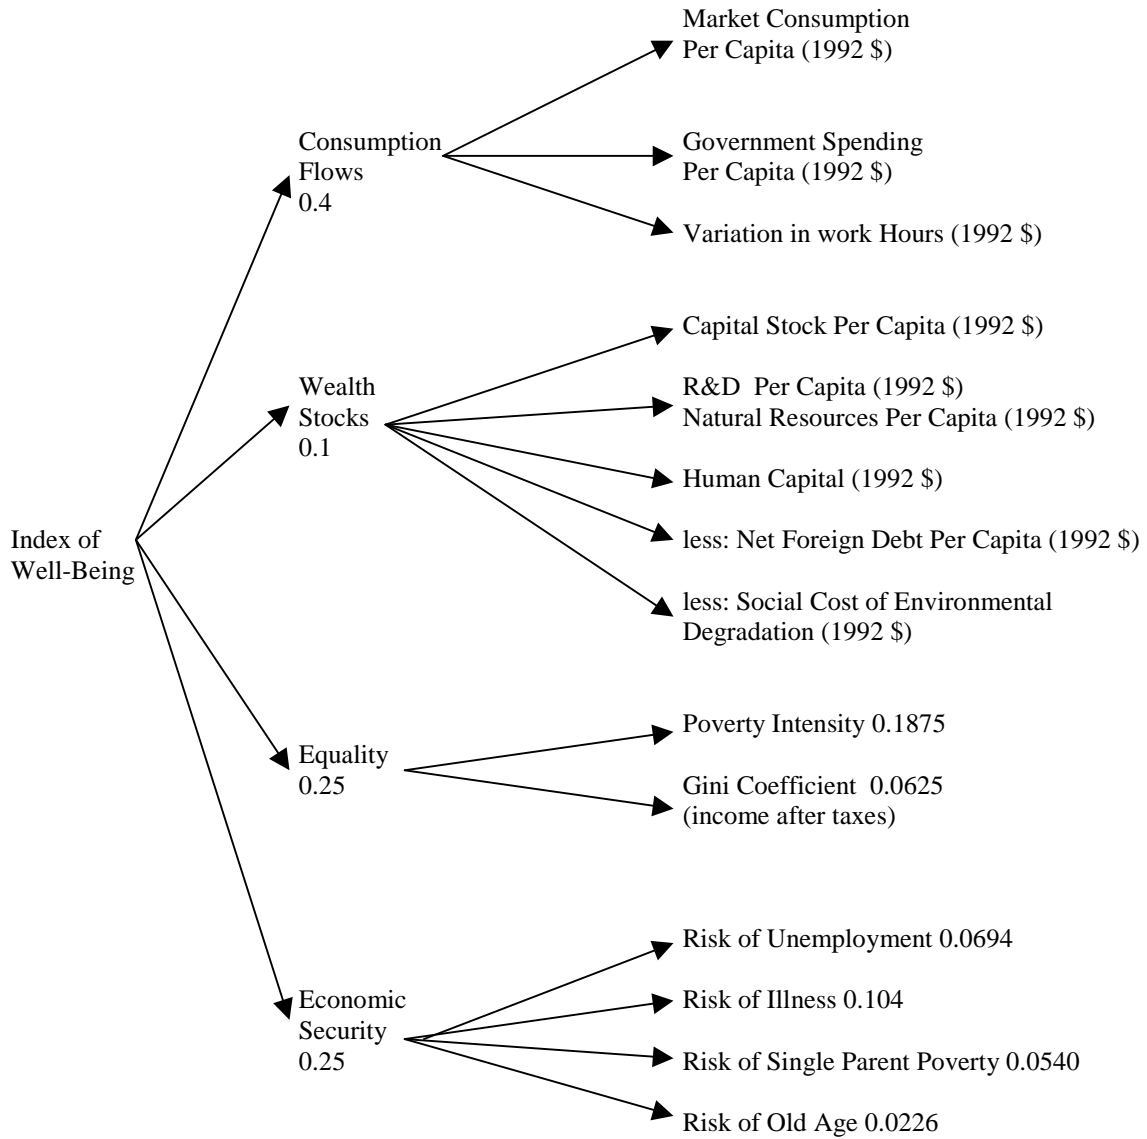 Index of
Well-Being
Consumption
Flows
0.4
Market Consumption
Per Capita (1992 $)
Government Spending
Per Capita (1992 $)
Variation in work Hours (1992 $)
Wealth
Stocks
0.1
Capital Stock Per Capita (1992 $)
R&D  Per Capita (1992 $)
Natural Resources Per Capita (1992 $)
Human Capital (1992 $)
less: Net Foreign Debt Per Capita (1992 $)
less: Social Cost of Environmental
Degradation (1992 $)
Equality
0.25
Poverty Intensity 0.1875
Gini Coefficient  0.0625
(income after taxes)
Economic
Security
0.25
Risk of Unemployment 0.0694
Risk of Illness 0.104
Risk of Single Parent Poverty 0.0540
Risk of Old Age 0.0226